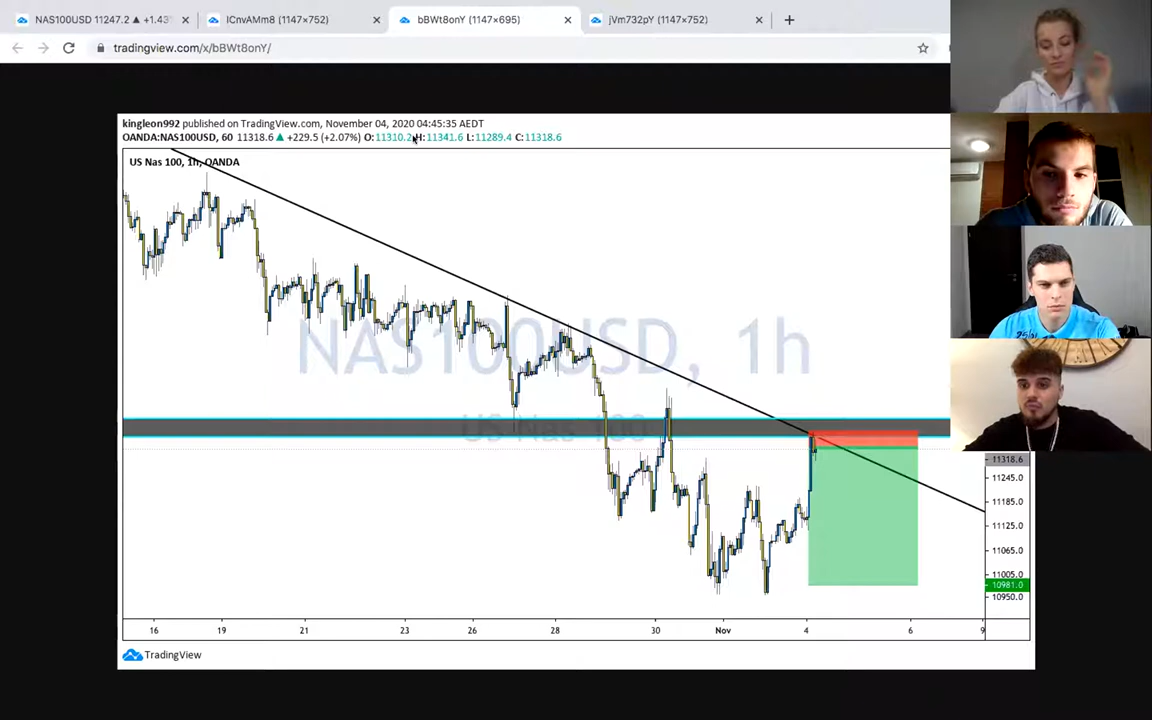 NAS100USD 11247.2 ▲ +1.43
lCnvAMm8 (1147×752)
bBWt8onY (1147×695)
jVm732pY (1147×752)
tradingview.com/x/bBWt8onY/
kingleon992 published on TradingView.com, November 04, 2020 04:45:35 AEDT
OANDA:NAS100USD, 60 11318.6 ▲ +229.5 (+2.07%) O:11310.2 H:11341.6 L:11289.4 C:11318.6
US Nas 100, 1h, OANDA
NAS100USD, 1h
US Nas 100
11318.6
11245.0
11185.0
11125.0
11065.0
11005.0
10981.0
10950.0
16 19 21 23 26 28 30 Nov 4 6 9
TradingView